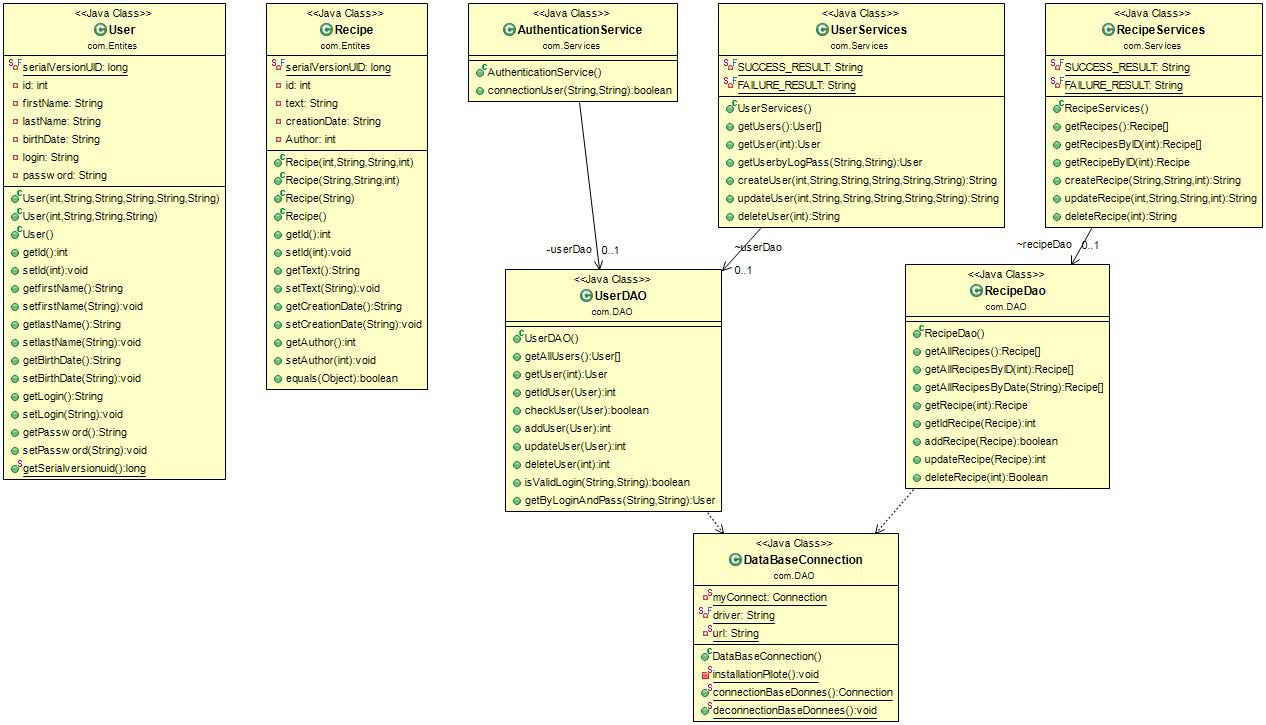 <<Java Class>>
User
com.Entites
serialVersionUID: long
id: int
firstName: String
lastName: String
birthDate: String
login: String
password: String
User(int,String,String,String,String,String)
User(int,String,String,String)
User()
getId():int
setId(int):void
getfirstName():String
setfirstName(String):void
getlastName():String
setlastName(String):void
getBirthDate():String
setBirthDate(String):void
getLogin():String
setLogin(String):void
getPassword():String
setPassword(String):void
getSerialversionuid():long
<<Java Class>>
Recipe
com.Entites
serialVersionUID: long
id: int
text: String
creationDate: String
Author: int
Recipe(int,String,String,int)
Recipe(String,String,int)
Recipe(String)
Recipe()
getId():int
setId(int):void
getText():String
setText(String):void
getCreationDate():String
setCreationDate(String):void
getAuthor():int
setAuthor(int):void
equals(Object):boolean
<<Java Class>>
AuthenticationService
com.Services
AuthenticationService()
connectionUser(String,String):boolean
<<Java Class>>
UserServices
com.Services
SUCCESS_RESULT: String
FAILURE_RESULT: String
UserServices()
getUsers():User[]
getUser(int):User
getUserbyLogPass(String,String):User
createUser(int,String,String,String,String,String):String
updateUser(int,String,String,String,String,String):String
deleteUser(int):String
<<Java Class>>
RecipeServices
com.Services
SUCCESS_RESULT: String
FAILURE_RESULT: String
RecipeServices()
getRecipes():Recipe[]
getRecipesByID(int):Recipe[]
getRecipeByID(int):Recipe
createRecipe(String,String,int):String
updateRecipe(int,String,String,int):String
deleteRecipe(int):String
-userDao 0..1
~userDao
0..1
~recipeDao 0..1
<<Java Class>>
UserDAO
com.DAO
UserDAO()
getAllUsers():User[]
getUser(int):User
getIdUser(User):int
checkUser(User):boolean
addUser(User):int
updateUser(User):int
deleteUser(int):int
isValidLogin(String,String):boolean
getByLoginAndPass(String,String):User
<<Java Class>>
RecipeDao
com.DAO
RecipeDao()
getAllRecipes():Recipe[]
getAllRecipesByID(int):Recipe[]
getAllRecipesByDate(String):Recipe[]
getRecipe(int):Recipe
getIdRecipe(Recipe):int
addRecipe(Recipe):boolean
updateRecipe(Recipe):int
deleteRecipe(int):Boolean
<<Java Class>>
DataBaseConnection
com.DAO
myConnect: Connection
driver: String
url: String
DataBaseConnection()
installationPilote():void
connectionBaseDonnes():Connection
deconnectionBaseDonnees():void